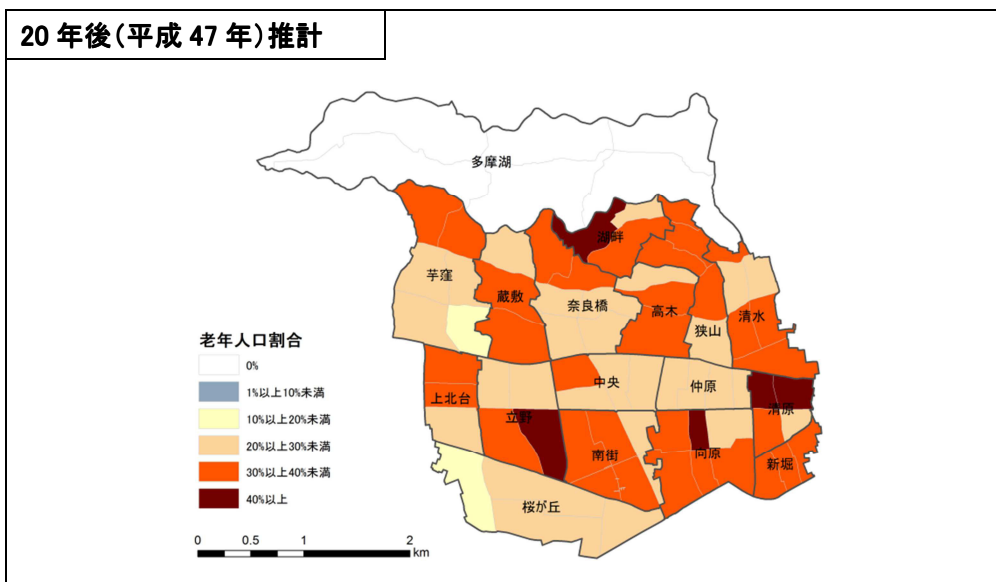 20 年後(平成 47 年)推計
多摩湖
湖畔
芋窪
蔵敷
奈良橋
高木
狭山
清水
上北台
中央
仲原
清原
立野
南街
向原
新堀
桜が丘
老年人口割合
0%
1%以上10%未満
10%以上20%未満
20%以上30%未満
30%以上40%未満
40%以上
0 0.5 1 2
km